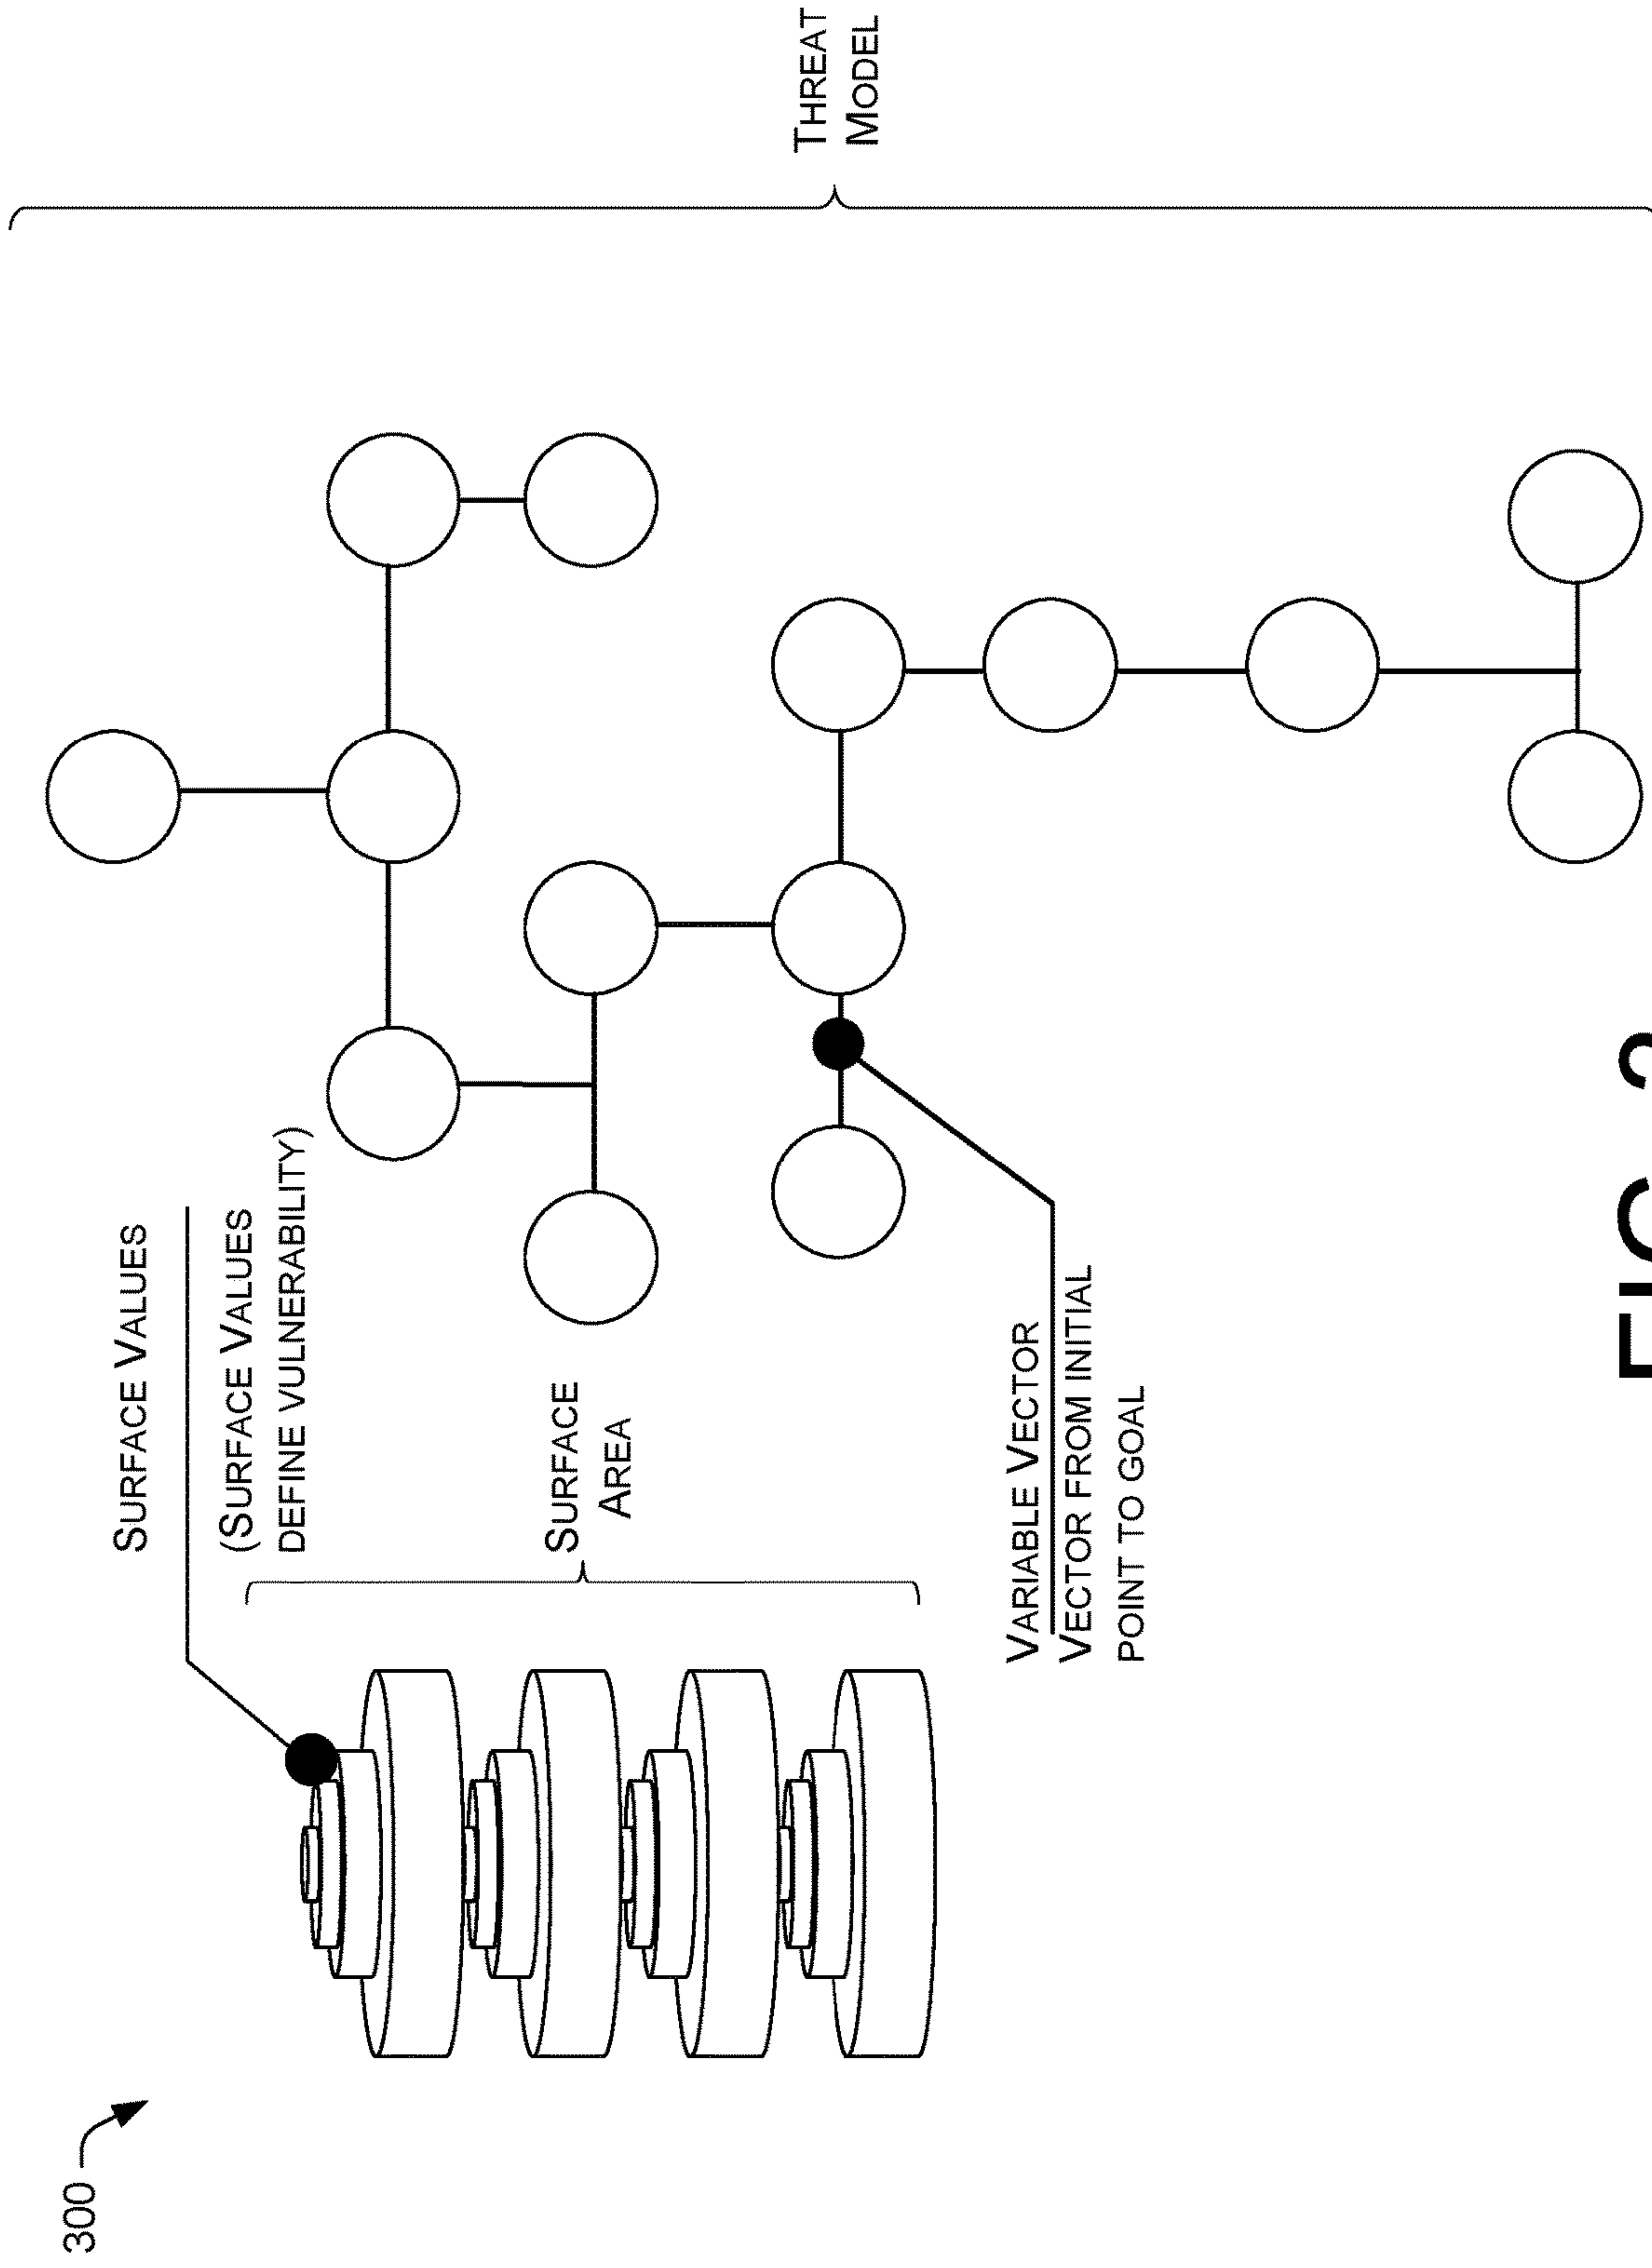 300
SURFACE VALUES
(SURFACE VALUES
DEFINE VULNERABILITY)
SURFACE
AREA
VARIABLE VECTOR
VECTOR FROM INITIAL
POINT TO GOAL
THREAT
MODEL